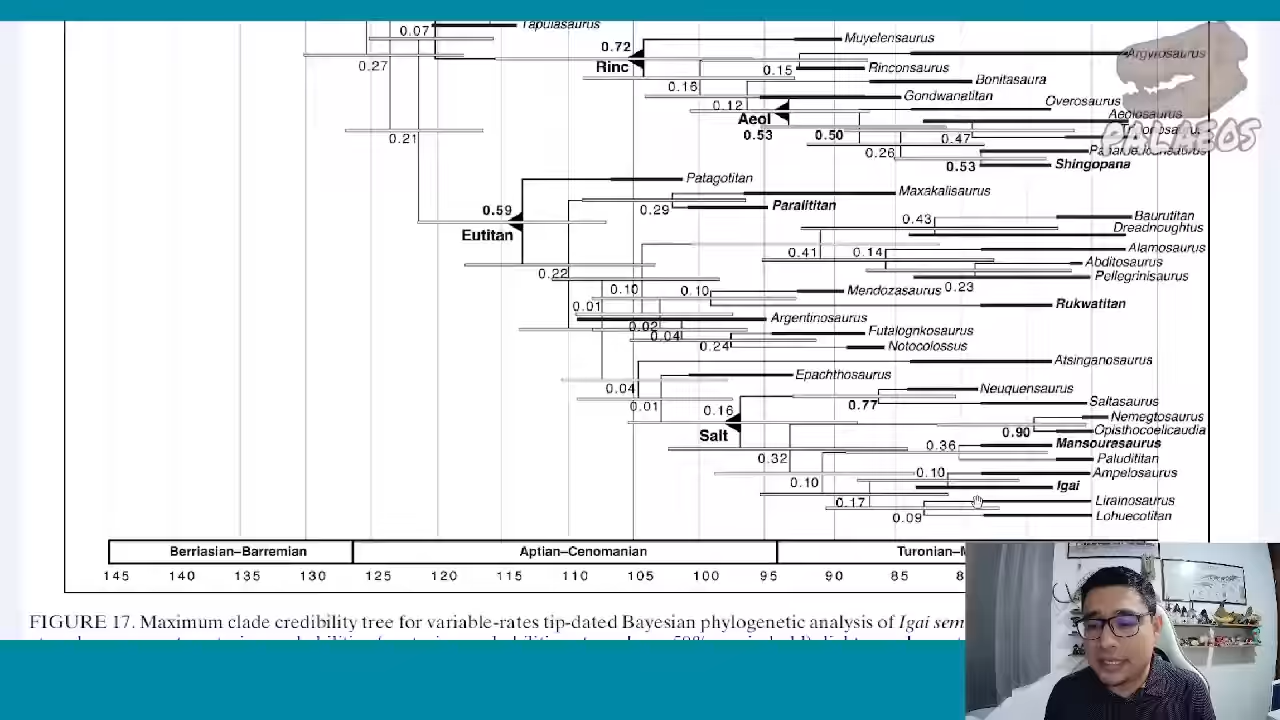 Tapuiasaurus
0.07
0.72
Muyelensaurus
Argyrosaurus
0.27
Rinc
0.15
Rinconsaurus
0.16
Bonitasaura
Gondwanatitan
0.12
Overosaurus
Aeol
Aeolosaurus
0.53
0.50
0.47
0.21
PALAEOS
0.26
0.53
Shingopana
Patagotitan
Maxakalisaurus
0.59
0.29
Paralititan
0.43
Baurutitan
Eutitan
Dreadnoughtus
0.41
0.14
Alamosaurus
0.22
Abditosaurus
0.10
0.10
Mendozasaurus
0.23
Pellegrinisaurus
0.01
Rukwatitan
0.02
Argentinosaurus
0.04
Futalognkosaurus
0.24
Notocolossus
Atsinganosaurus
0.04
Epachthosaurus
0.01
Neuquensaurus
0.16
0.77
Saltasaurus
Nemegtosaurus
Salt
0.90
Opisthocoelicaudia
0.32
0.36
Mansourasaurus
Paludititan
0.10
0.10
Ampelosaurus
Igai
0.17
Lirainosaurus
0.09
Lohuecotitan
Berriasian–Barremian
Aptian–Cenomanian
Turonian–M
145 140 135 130 125 120 115 110 105 100 95 90 85 8
FIGURE 17. Maximum clade credibility tree for variable-rates tip-dated Bayesian phylogenetic analysis of Igai sem